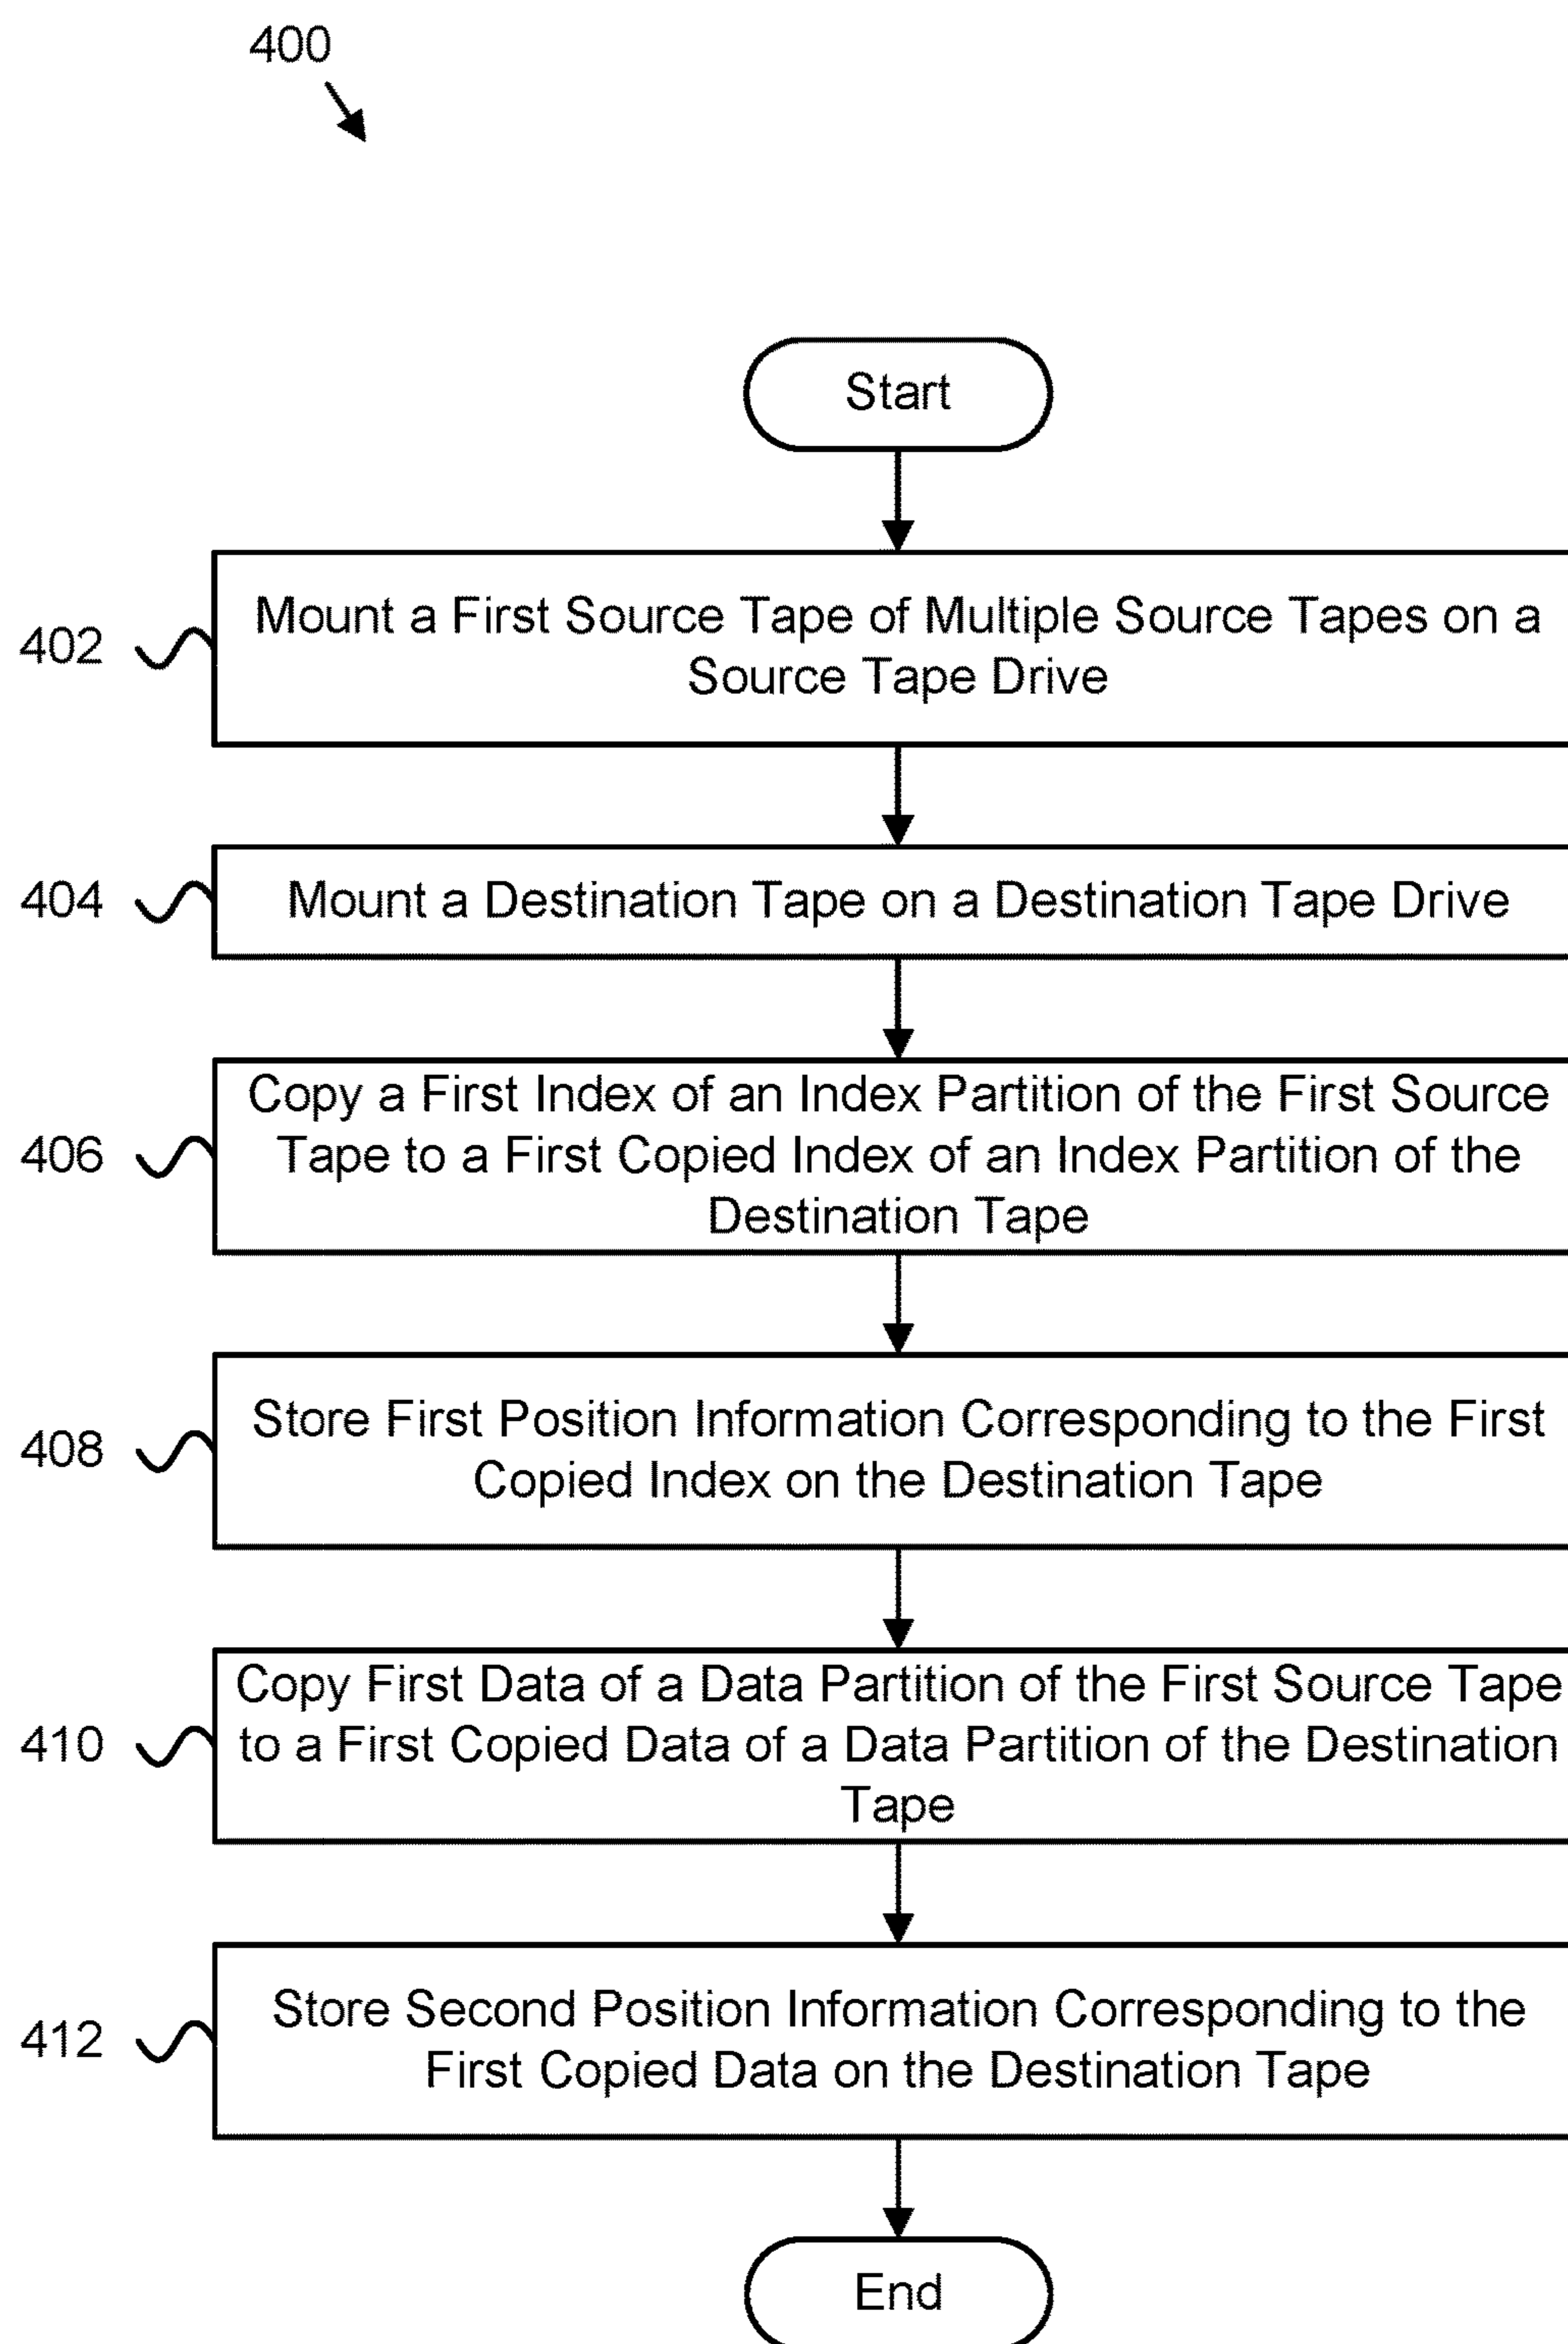 400
Start
402
Mount a First Source Tape of Multiple Source Tapes on a
Source Tape Drive
404
Mount a Destination Tape on a Destination Tape Drive
406
Copy a First Index of an Index Partition of the First Source
Tape to a First Copied Index of an Index Partition of the
Destination Tape
408
Store First Position Information Corresponding to the First
Copied Index on the Destination Tape
410
Copy First Data of a Data Partition of the First Source Tape
to a First Copied Data of a Data Partition of the Destination
Tape
412
Store Second Position Information Corresponding to the
First Copied Data on the Destination Tape
End